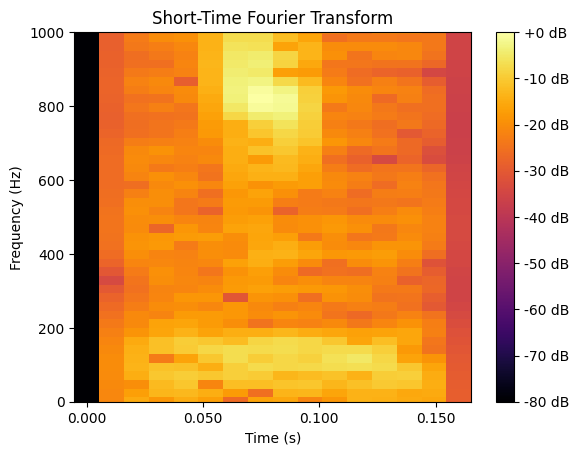 Short-Time Fourier Transform
1000
800
600
400
200
0
Frequency (Hz)
0.000
0.050
0.100
0.150
Time (s)
+0 dB
-10 dB
-20 dB
-30 dB
-40 dB
-50 dB
-60 dB
-70 dB
-80 dB